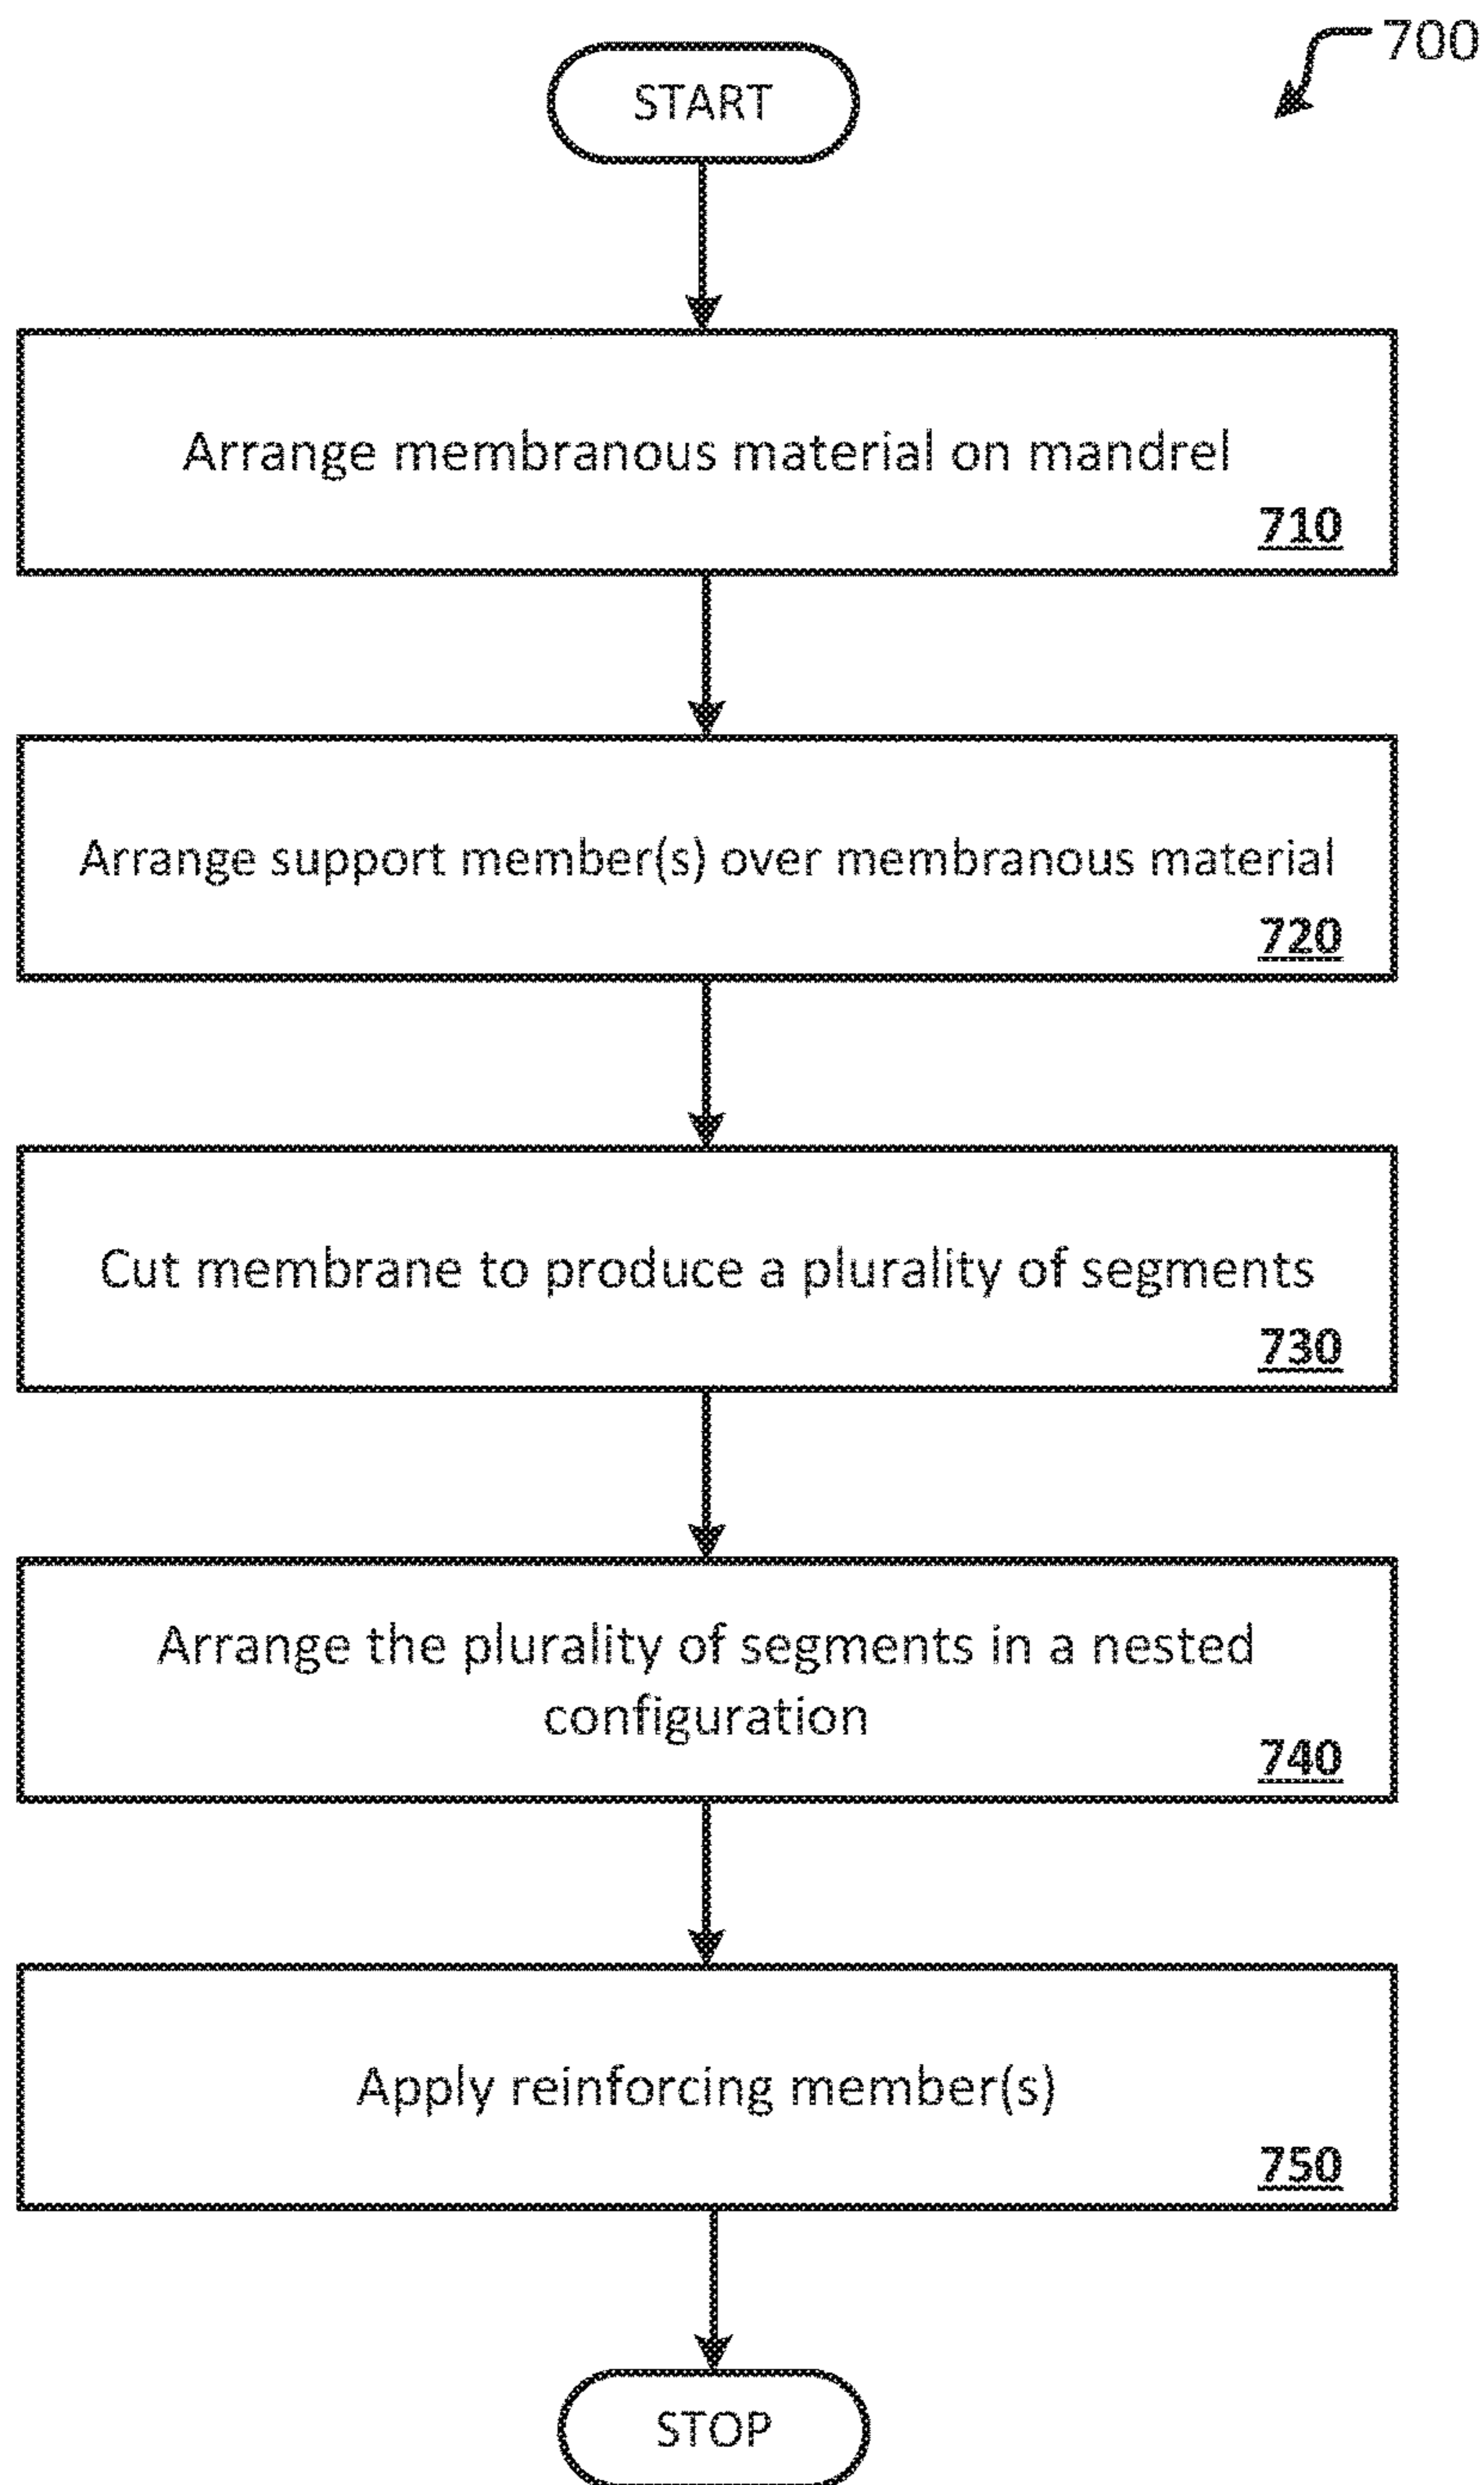 700
START
Arrange membranous material on mandrel
710
Arrange support member(s) over membranous material
720
Cut membrane to produce a plurality of segments
730
Arrange the plurality of segments in a nested
configuration
740
Apply reinforcing member(s)
750
STOP